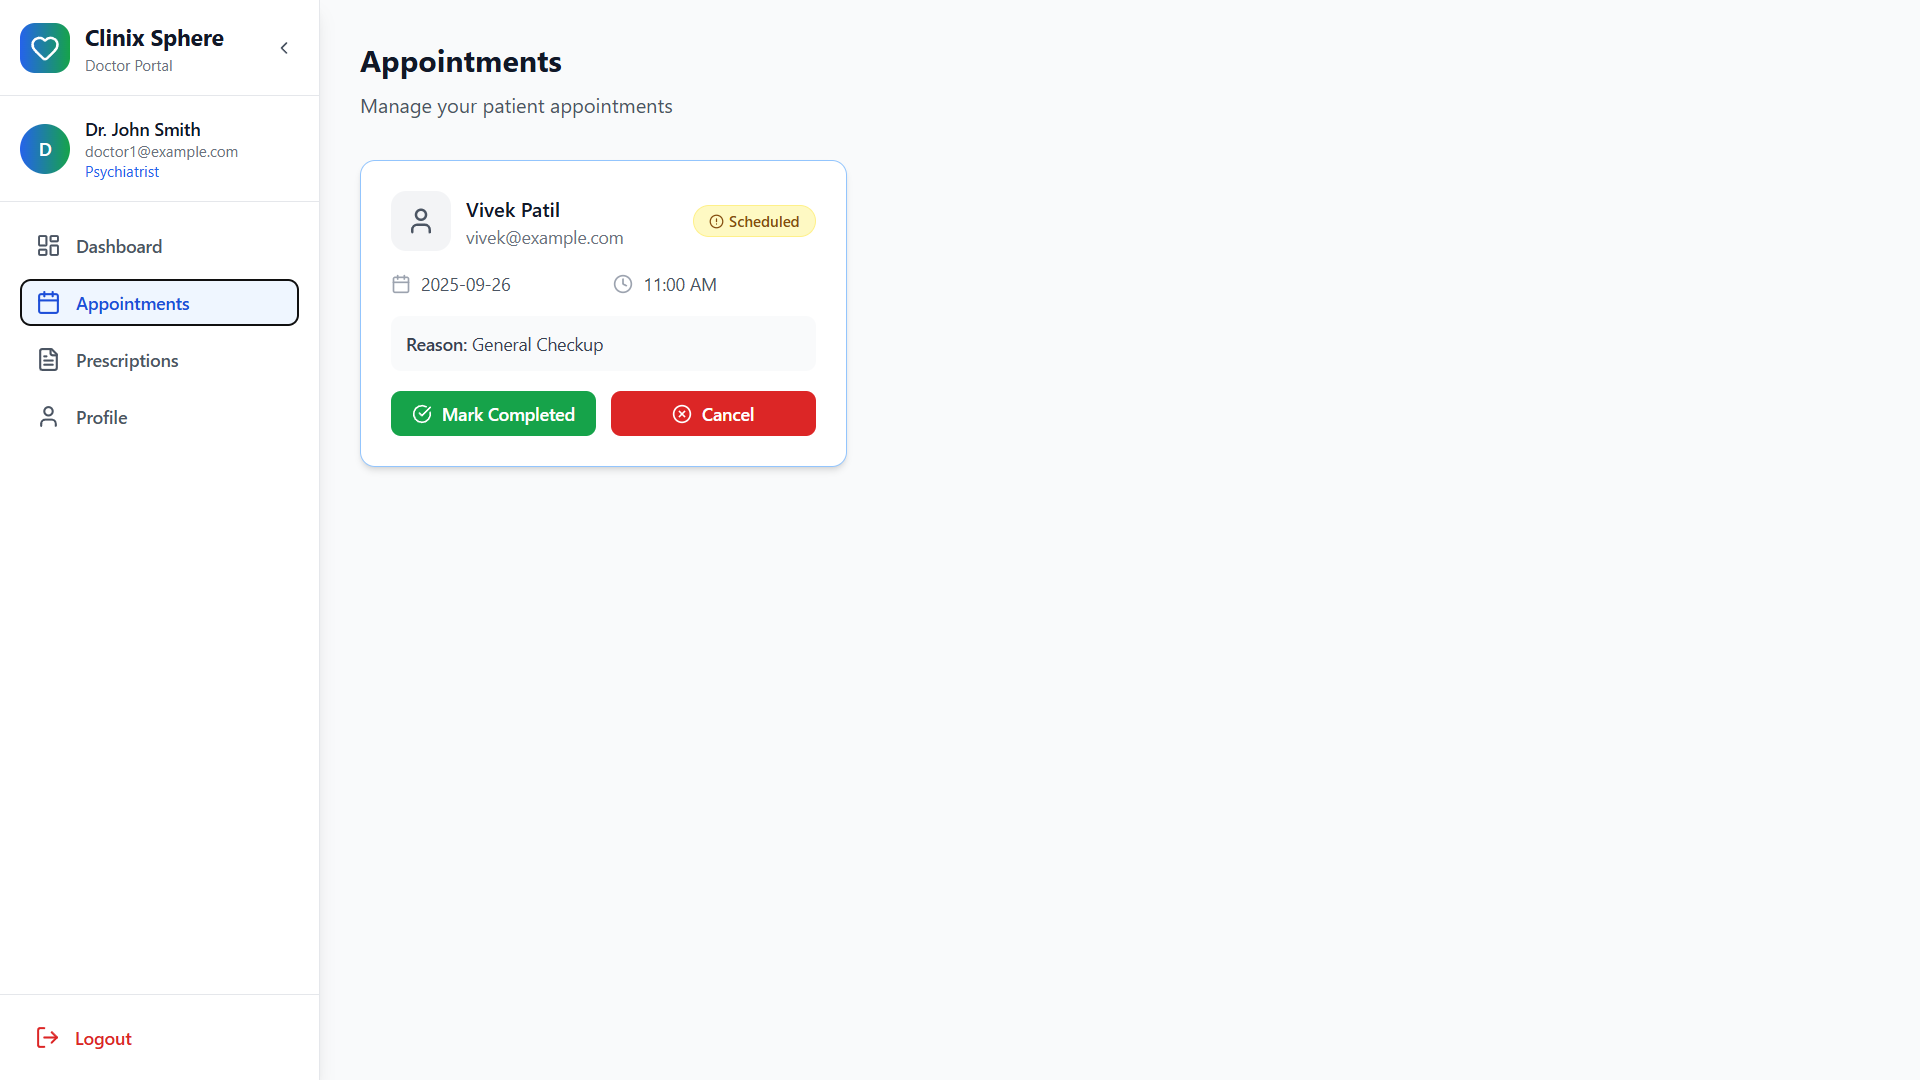 Clinix Sphere
Doctor Portal
D
Dr. John Smith
doctor1@example.com
Psychiatrist
Dashboard
Appointments
Prescriptions
Profile
Logout
Appointments
Manage your patient appointments
Vivek Patil
vivek@example.com
Scheduled
2025-09-26
11:00 AM
Reason: General Checkup
Mark Completed
Cancel